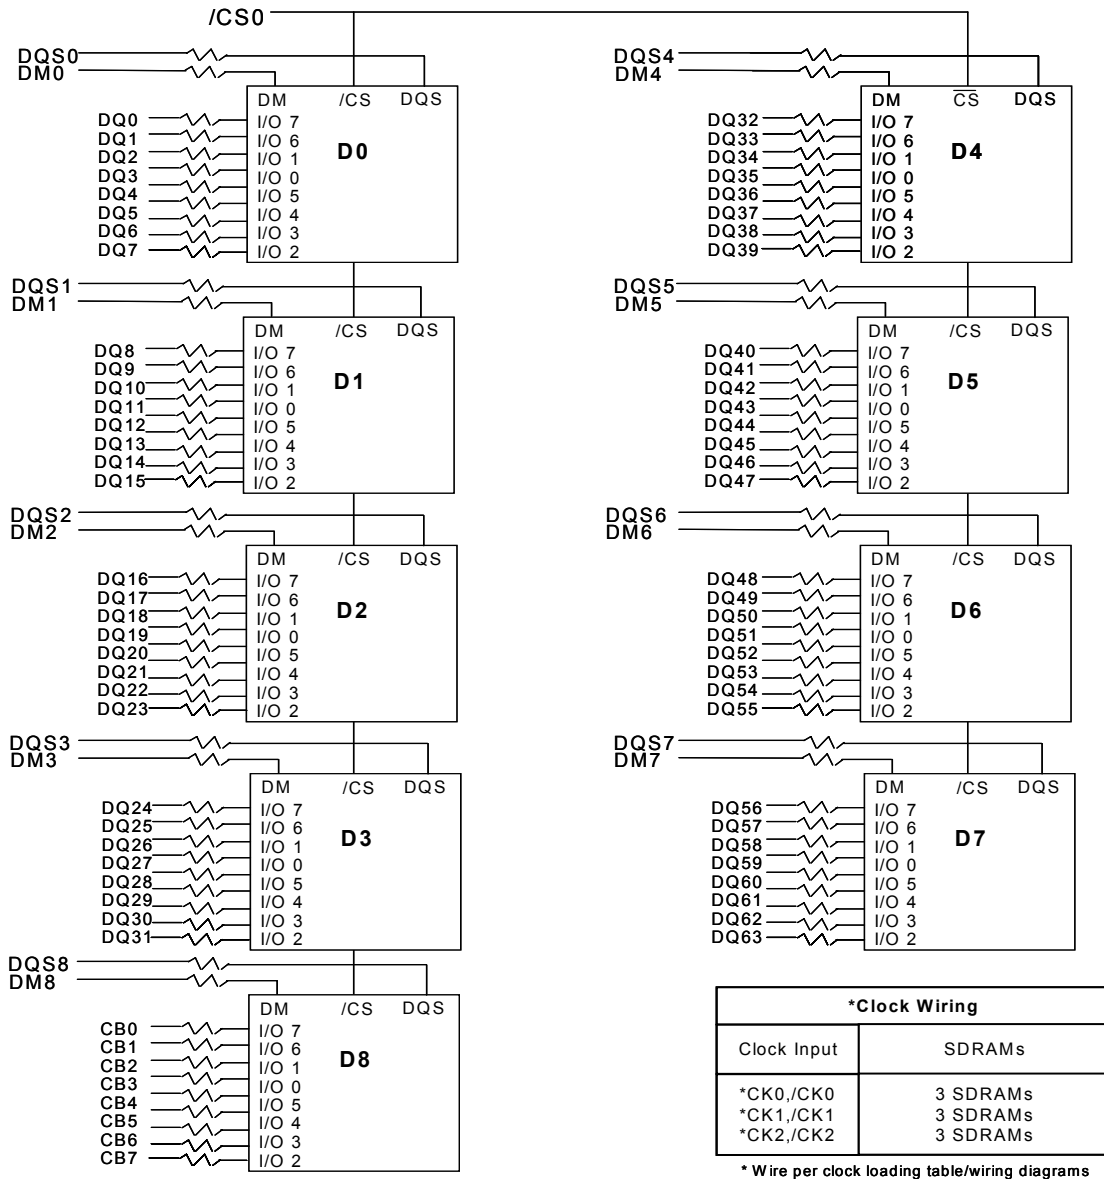 /CS0
DQS0
DM0
DM /CS DQS
D0
DQ0 I/O 7
DQ1 I/O 6
DQ2 I/O 1
DQ3 I/O 0
DQ4 I/O 5
DQ5 I/O 4
DQ6 I/O 3
DQ7 I/O 2
DQS1
DM1
DM /CS DQS
D1
DQ8 I/O 7
DQ9 I/O 6
DQ10 I/O 1
DQ11 I/O 0
DQ12 I/O 5
DQ13 I/O 4
DQ14 I/O 3
DQ15 I/O 2
DQS2
DM2
DM /CS DQS
D2
DQ16 I/O 7
DQ17 I/O 6
DQ18 I/O 1
DQ19 I/O 0
DQ20 I/O 5
DQ21 I/O 4
DQ22 I/O 3
DQ23 I/O 2
DQS3
DM3
DM /CS DQS
D3
DQ24 I/O 7
DQ25 I/O 6
DQ26 I/O 1
DQ27 I/O 0
DQ28 I/O 5
DQ29 I/O 4
DQ30 I/O 3
DQ31 I/O 2
DQS8
DM8
DM /CS DQS
D8
CB0 I/O 7
CB1 I/O 6
CB2 I/O 1
CB3 I/O 0
CB4 I/O 5
CB5 I/O 4
CB6 I/O 3
CB7 I/O 2
DQS4
DM4
DM C̅S̅ DQS
D4
DQ32 I/O 7
DQ33 I/O 6
DQ34 I/O 1
DQ35 I/O 0
DQ36 I/O 5
DQ37 I/O 4
DQ38 I/O 3
DQ39 I/O 2
DQS5
DM5
DM /CS DQS
D5
DQ40 I/O 7
DQ41 I/O 6
DQ42 I/O 1
DQ43 I/O 0
DQ44 I/O 5
DQ45 I/O 4
DQ46 I/O 3
DQ47 I/O 2
DQS6
DM6
DM /CS DQS
D6
DQ48 I/O 7
DQ49 I/O 6
DQ50 I/O 1
DQ51 I/O 0
DQ52 I/O 5
DQ53 I/O 4
DQ54 I/O 3
DQ55 I/O 2
DQS7
DM7
DM /CS DQS
D7
DQ56 I/O 7
DQ57 I/O 6
DQ58 I/O 1
DQ59 I/O 0
DQ60 I/O 5
DQ61 I/O 4
DQ62 I/O 3
DQ63 I/O 2
*Clock Wiring
Clock Input SDRAMs
*CK0,/CK0 3 SDRAMs
*CK1,/CK1 3 SDRAMs
*CK2,/CK2 3 SDRAMs
* Wire per clock loading table/wiring diagrams